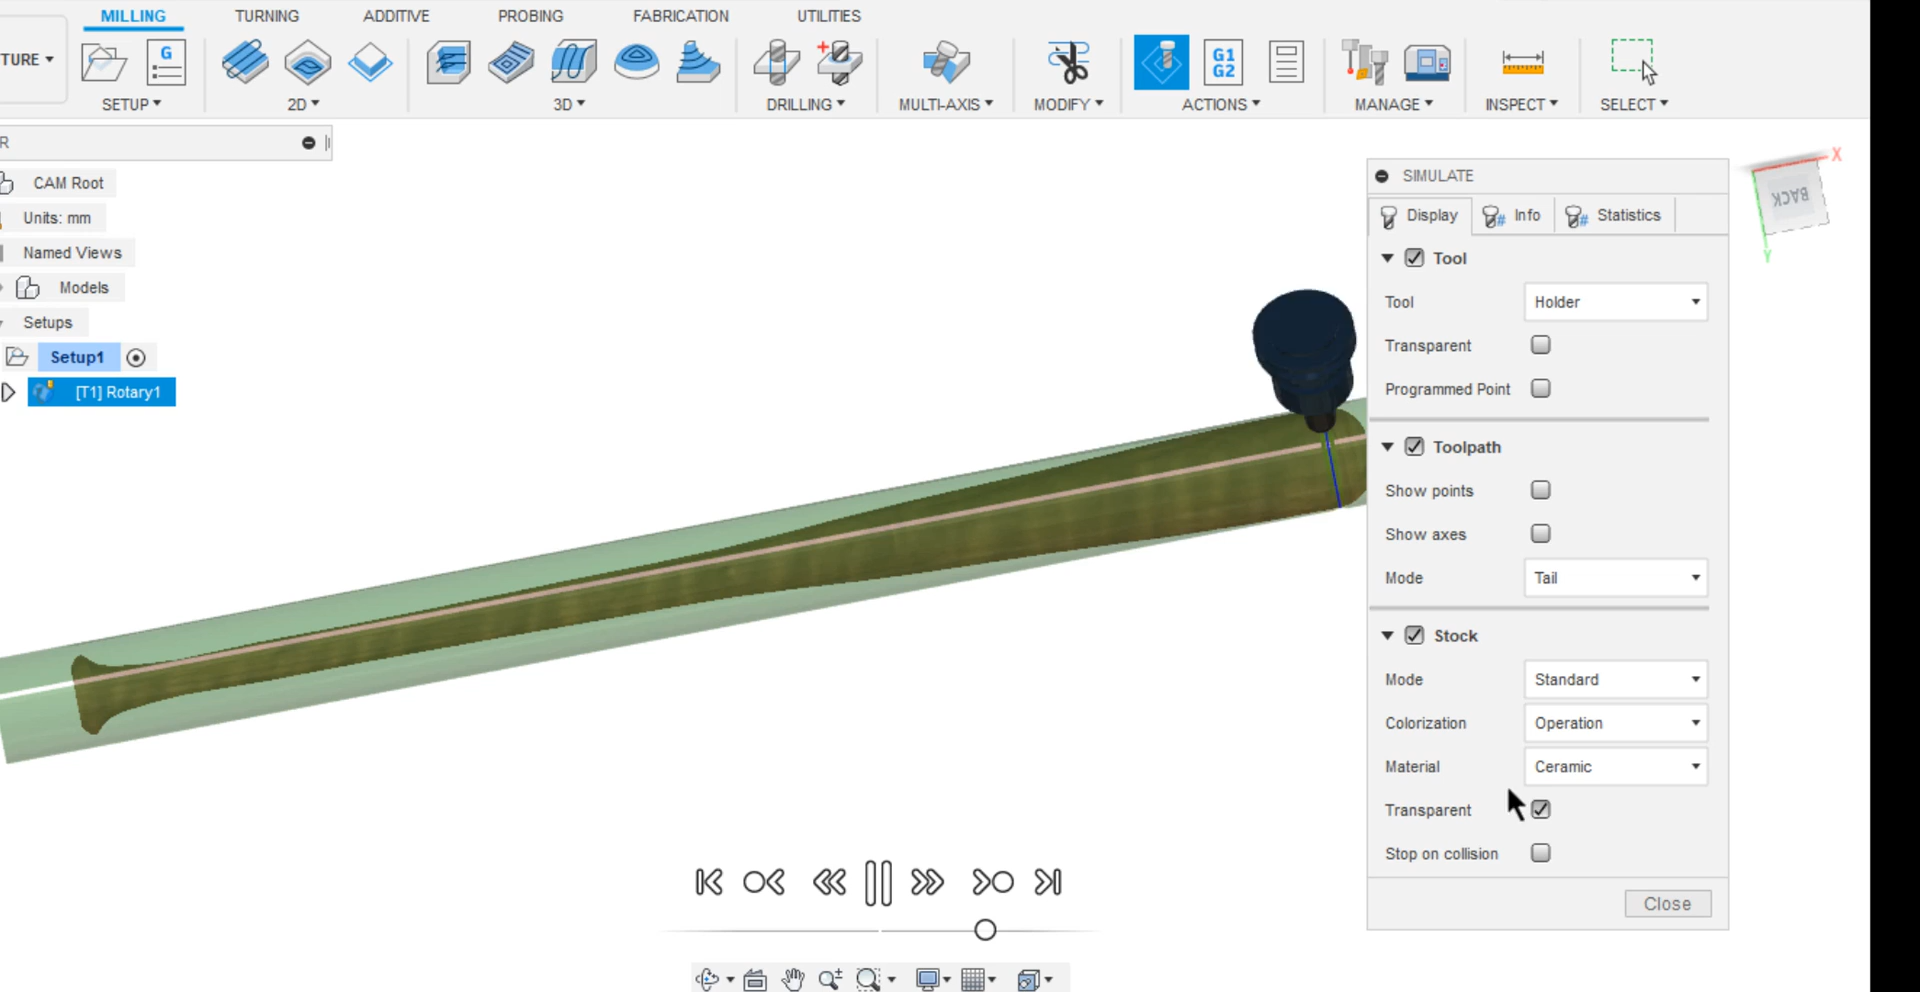 MILLING TURNING ADDITIVE PROBING FABRICATION UTILITIES
TURE
G
G1
G2
SETUP 2D 3D DRILLING MULTI-AXIS MODIFY ACTIONS MANAGE INSPECT SELECT
R
CAM Root
Units: mm
Named Views
Models
Setups
Setup1
[T1] Rotary1
X
BACK
Y
SIMULATE
Display Info Statistics
Tool
Tool Holder
Transparent
Programmed Point
Toolpath
Show points
Show axes
Mode Tail
Stock
Mode Standard
Colorization Operation
Material Ceramic
Transparent
Stop on collision
Close